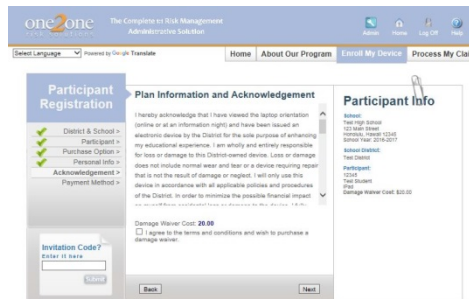 one2one
The Complete 1:1 Risk Management
Administrative Solution
Admin
Home
Log Off
Help
Select Language
Powered by Google Translate
Home
About Our Program
Enroll My Device
Process My Clai
Participant
Registration
District & School >
Participant >
Purchase Option >
Personal Info >
Acknowledgement >
Payment Method >
Invitation Code?
Enter it here
Submit
Plan Information and Acknowledgement
I hereby acknowledge that I have viewed the laptop orientation
(online or at an information night) and have been issued an
electronic device by the District for the sole purpose of enhancing
my educational experience. I am wholly and entirely responsible
for loss or damage to this District-owned device. Loss or damage
does not include normal wear and tear or a device requiring repair
that is not the result of damage or neglect. I will only use this
device in accordance with all applicable policies and procedures
of the District. In order to minimize the possible financial impact
Damage Waiver Cost: 20.00
I agree to the terms and conditions and wish to purchase a
damage waiver.
Back
Next
Participant Info
School:
Test High School
123 Main Street
Honolulu, Hawaii 12345
School Year: 2016-2017
School District:
Test District
Participant:
12345
Test Student
iPad
Damage Waiver Cost: $20.00